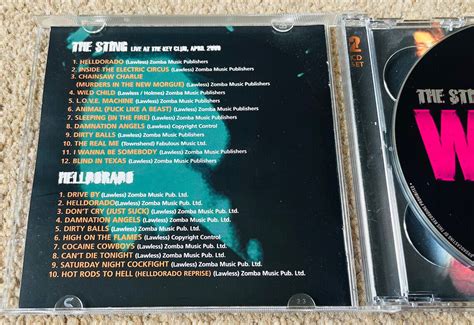 THE STING LIVE AT THE KEY CLUB, APRIL 2000
1. HELLDORADO (Lawless) Zomba Music Publishers
2. INSIDE THE ELECTRIC CIRCUS (Lawless) Zomba Music Publishers
3. CHAINSAW CHARLIE
(MURDERS IN THE NEW MORGUE) (Lawless) Zomba Music Publishers
4. WILD CHILD (Lawless / Holmes) Zomba Music Publishers
5. L.O.V.E. MACHINE (Lawless) Zomba Music Publishers
6. ANIMAL (FUCK LIKE A BEAST) (Lawless) Zomba Music Publishers
7. SLEEPING (IN THE FIRE) (Lawless) Zomba Music Publishers
8. DAMNATION ANGELS (Lawless) Copyright Control
9. DIRTY BALLS (Lawless) Zomba Music Publishers
10. THE REAL ME (Townshend) Fabulous Music Ltd.
11. I WANNA BE SOMEBODY (Lawless) Zomba Music Publishers
12. BLIND IN TEXAS (Lawless) Zomba Music Publishers
HELLDORADO
1. DRIVE BY (Lawless) Zomba Music Pub. Ltd.
2. HELLDORADO(Lawless) Zomba Music Pub. Ltd.
3. DON'T CRY (JUST SUCK) (Lawless) Zomba Music Pub. Ltd.
4. DAMNATION ANGELS (Lawless) Zomba Music Pub. Ltd.
5. DIRTY BALLS (Lawless) Zomba Music Pub. Ltd.
6. HIGH ON THE FLAMES (Lawless) Copyright Control
7. COCAINE COWBOYS (Lawless) Zomba Music Pub. Ltd.
8. CAN'T DIE TONIGHT (Lawless) Zomba Music Pub. Ltd.
9. SATURDAY NIGHT COCKFIGHT (Lawless) Zomba Music Pub. Ltd.
10. HOT RODS TO HELL (HELLDORADO REPRISE) (Lawless) Zomba Music Pub. Ltd.
2
CD
SET
THE STING
W